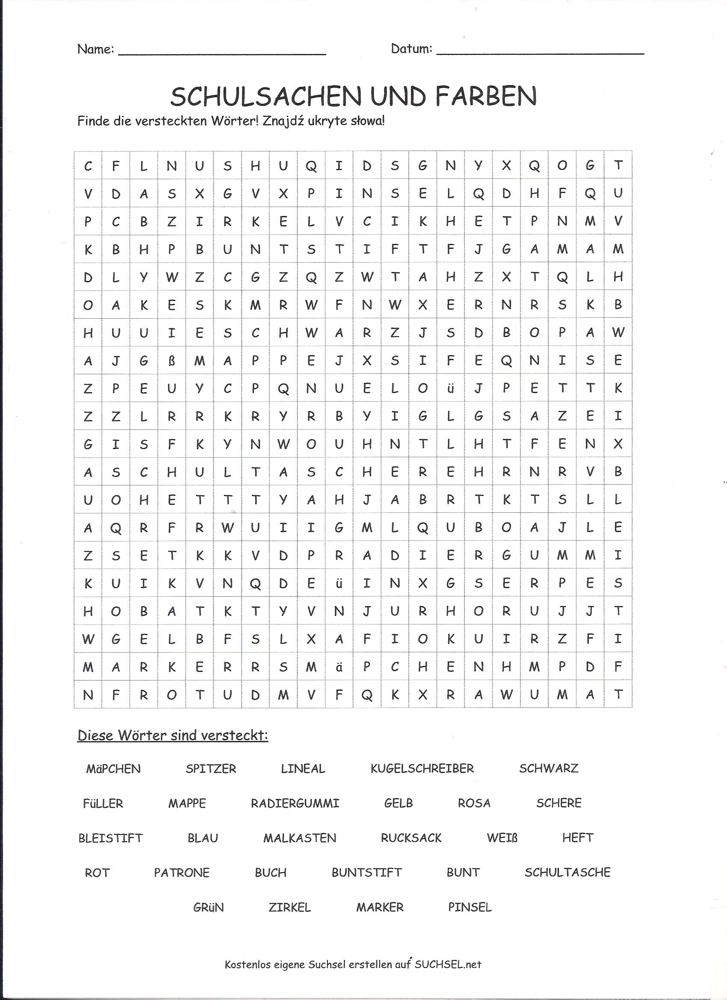 Name: Datum:
SCHULSACHEN UND FARBEN
Finde die versteckten Wörter! Znajdź ukryte słowa!
C F L N U S H U Q I D S G N Y X Q O G T
V D A S X G V X P I N S E L Q D H F Q U
P C B Z I R K E L V C I K H E T P N M V
K B H P B U N T S T I F T F J G A M A M
D L Y W Z C G Z Q Z W T A H Z X T Q L H
O A K E S K M R W F N W X E R N R S K B
H U U I E S C H W A R Z J S D B O P A W
A J G ß M A P P E J X S I F E Q N I S E
Z P E U Y C P Q N U E L O ü J P E T T K
Z Z L R R K R Y R B Y I G L G S A Z E I
G I S F K Y N W O U H N T L H T F E N X
A S C H U L T A S C H E R E H R N R V B
U O H E T T T Y A H J A B R T K T S L L
A Q R F R W U I I G M L Q U B O A J L E
Z S E T K K V D P R A D I E R G U M M I
K U I K V N Q D E ü I N X G S E R P E S
H O B A T K T Y V N J U R H O R U J J T
W G E L B F S L X A F I O K U I R Z F I
M A R K E R R S M ä P C H E N H M P D F
N F R O T U D M V F Q K X R A W U M A T
Diese Wörter sind versteckt:
MäPCHEN SPITZER LINEAL KUGELSCHREIBER SCHWARZ
FüLLER MAPPE RADIERGUMMI GELB ROSA SCHERE
BLEISTIFT BLAU MALKASTEN RUCKSACK WEIß HEFT
ROT PATRONE BUCH BUNTSTIFT BUNT SCHULTASCHE
GRüN ZIRKEL MARKER PINSEL
Kostenlos eigene Suchsel erstellen auf SUCHSEL.net